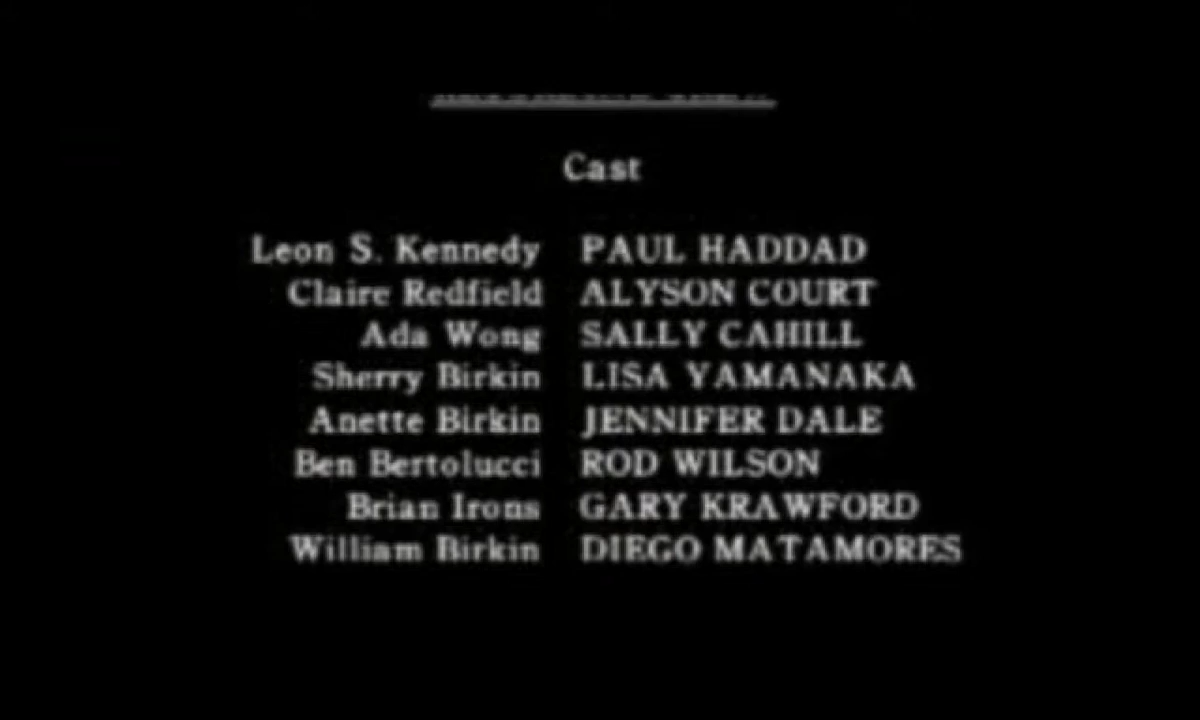 Cast
Leon S. Kennedy PAUL HADDAD
Claire Redfield ALYSON COURT
Ada Wong SALLY CAHILL
Sherry Birkin LISA YAMANAKA
Anette Birkin JENNIFER DALE
Ben Bertolucci ROD WILSON
Brian Irons GARY KRAWFORD
William Birkin DIEGO MATAMORES